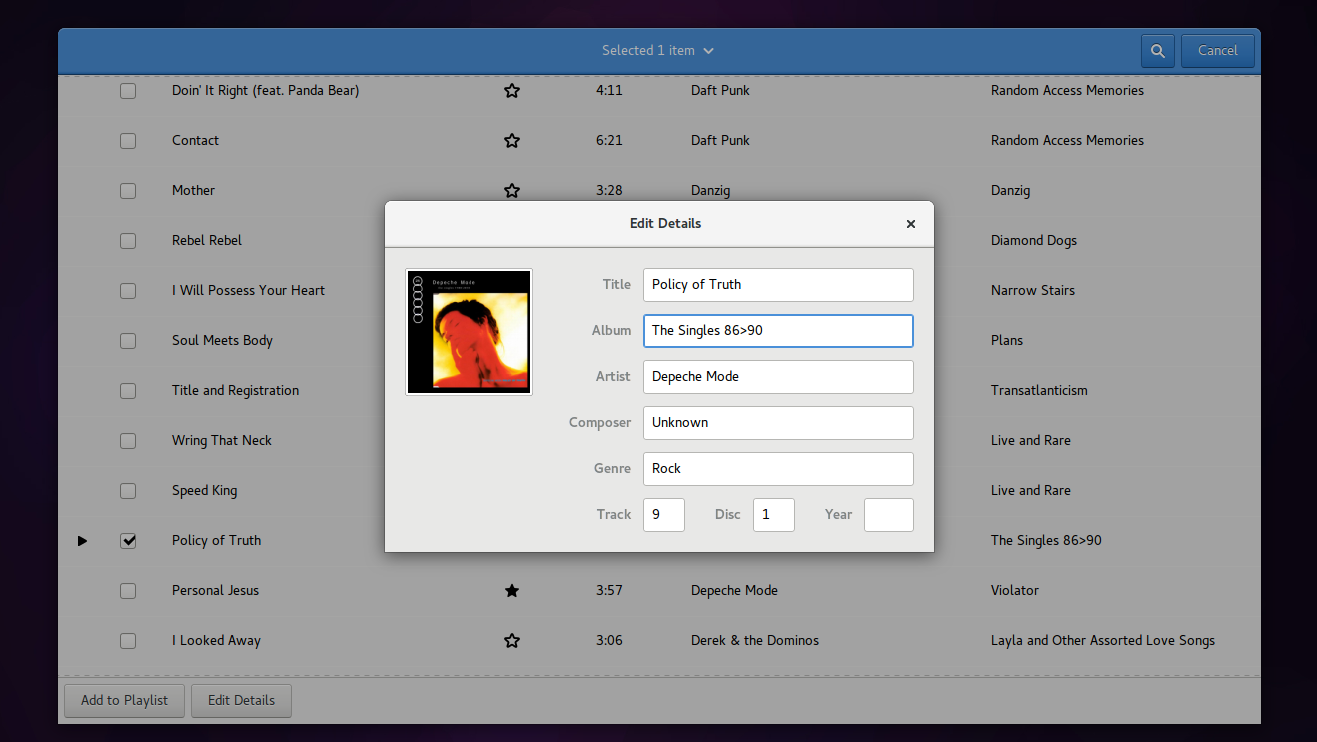 Selected 1 item
Cancel
Doin' It Right (feat. Panda Bear) 4:11 Daft Punk Random Access Memories
Contact 6:21 Daft Punk Random Access Memories
Mother 3:28 Danzig Danzig
Rebel Rebel Diamond Dogs
I Will Possess Your Heart Narrow Stairs
Soul Meets Body Plans
Title and Registration Transatlanticism
Wring That Neck Live and Rare
Speed King Live and Rare
Policy of Truth The Singles 86>90
Personal Jesus 3:57 Depeche Mode Violator
I Looked Away 3:06 Derek & the Dominos Layla and Other Assorted Love Songs
Add to Playlist
Edit Details
Edit Details
Depeche Mode
Title Policy of Truth
Album The Singles 86>90
Artist Depeche Mode
Composer Unknown
Genre Rock
Track 9 Disc 1 Year